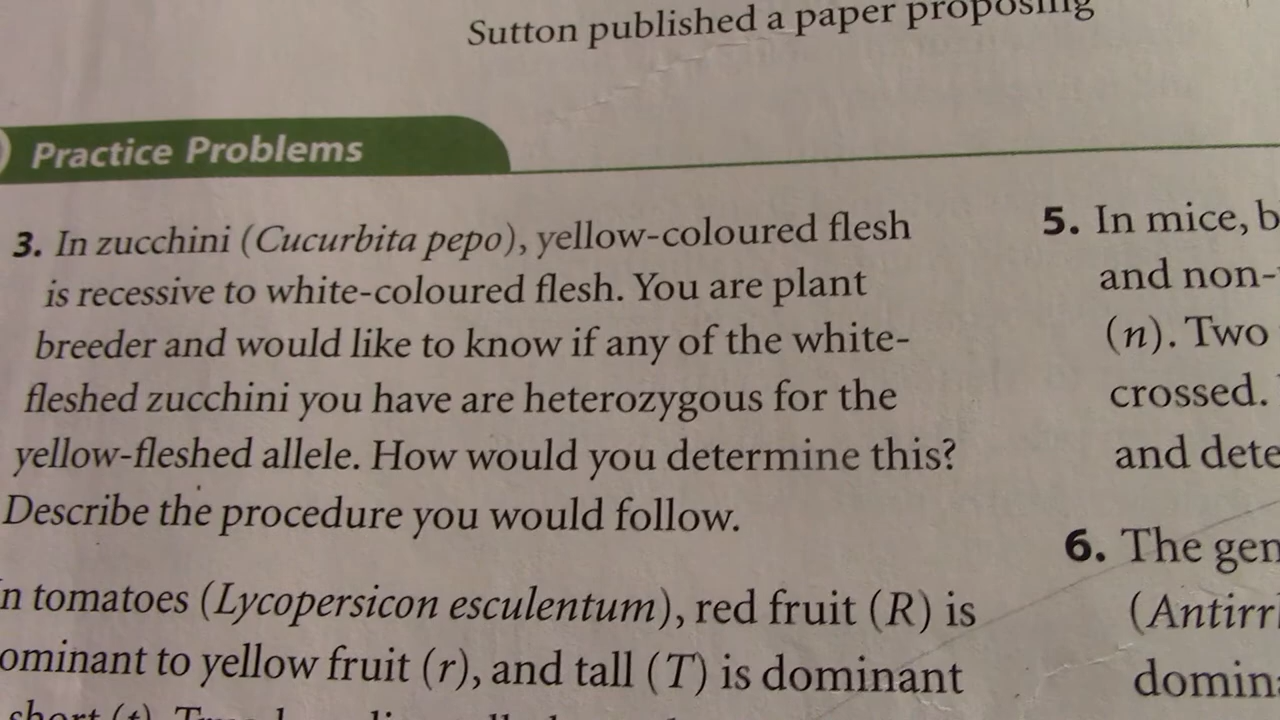 Sutton published a paper proposing
Practice Problems
3. In zucchini (Cucurbita pepo), yellow-coloured flesh
is recessive to white-coloured flesh. You are plant
breeder and would like to know if any of the white-
fleshed zucchini you have are heterozygous for the
yellow-fleshed allele. How would you determine this?
Describe the procedure you would follow.
n tomatoes (Lycopersicon esculentum), red fruit (R) is
ominant to yellow fruit (r), and tall (T) is dominant
short (t).
5. In mice, b
and non-
(n). Two
crossed.
and dete
6. The gen
(Antirr
domin